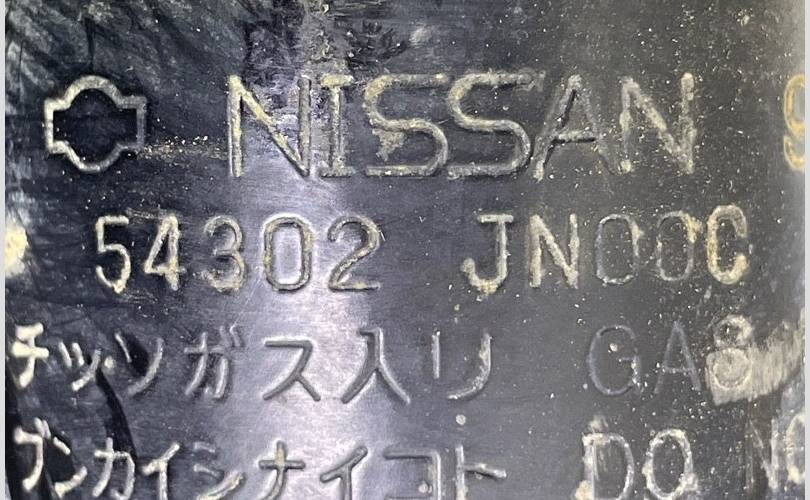 NISSAN 9
54302 JN00C
チッソガス入リ GAS
ブンカイシナイコト DO NO